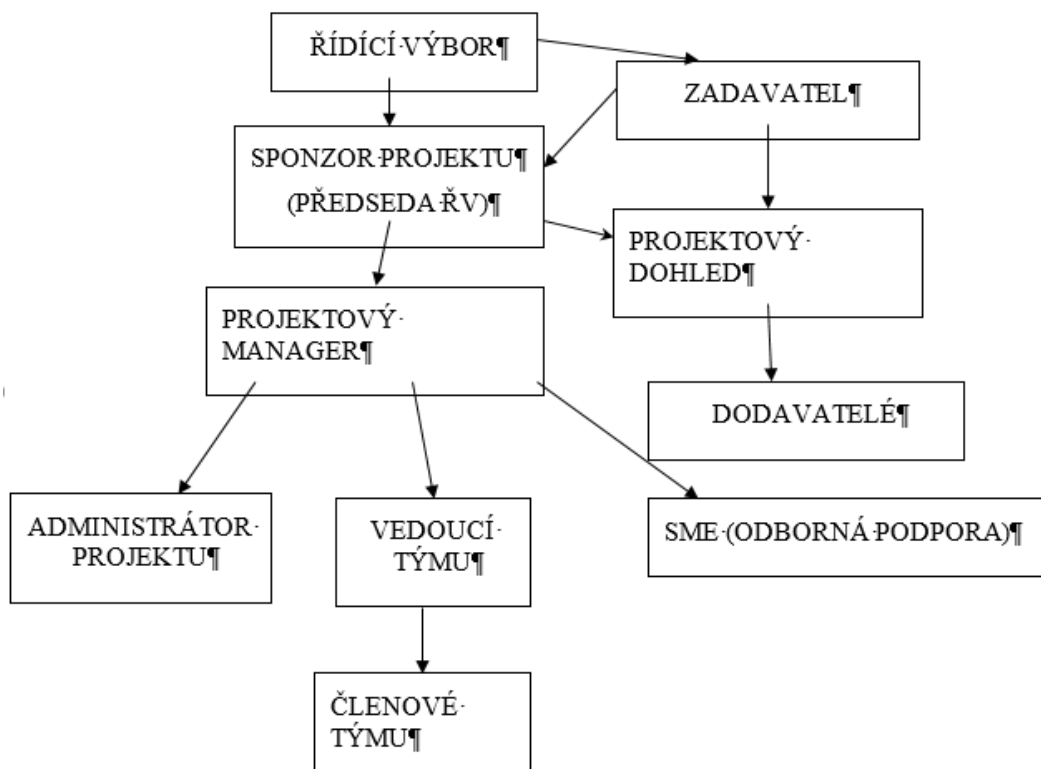 ŘÍDÍCÍ·VÝBOR¶
ZADAVATEL¶
SPONZOR·PROJEKTU¶
(PŘEDSEDA·ŘV)¶
PROJEKTOVÝ·
DOHLED¶
PROJEKTOVÝ·
MANAGER¶
DODAVATELÉ¶
ADMINISTRÁTOR·
PROJEKTU¶
VEDOUCÍ·
TÝMU¶
SME·(ODBORNÁ·PODPORA)¶
ČLENOVÉ·
TÝMU¶